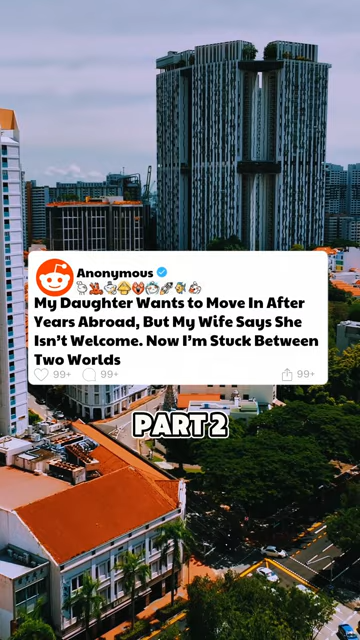 Anonymous
My Daughter Wants to Move In After
Years Abroad, But My Wife Says She
Isn't Welcome. Now I'm Stuck Between
Two Worlds
99+ 99+ 99+
PART 2